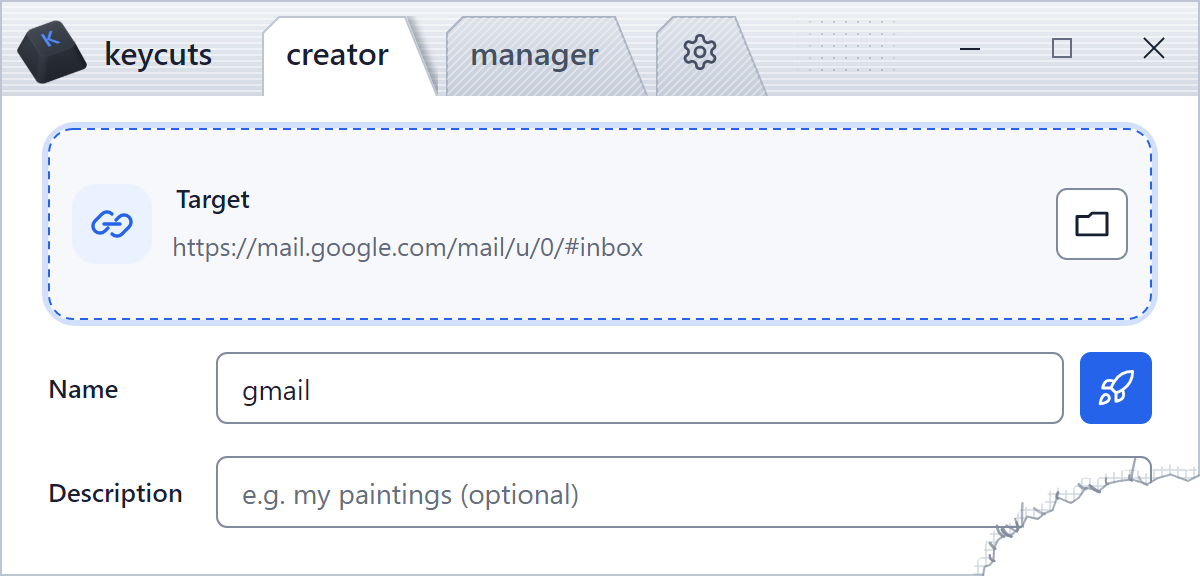 K
keycuts
creator
manager
Target
https://mail.google.com/mail/u/0/#inbox
Name
gmail
Description
e.g. my paintings (optional)